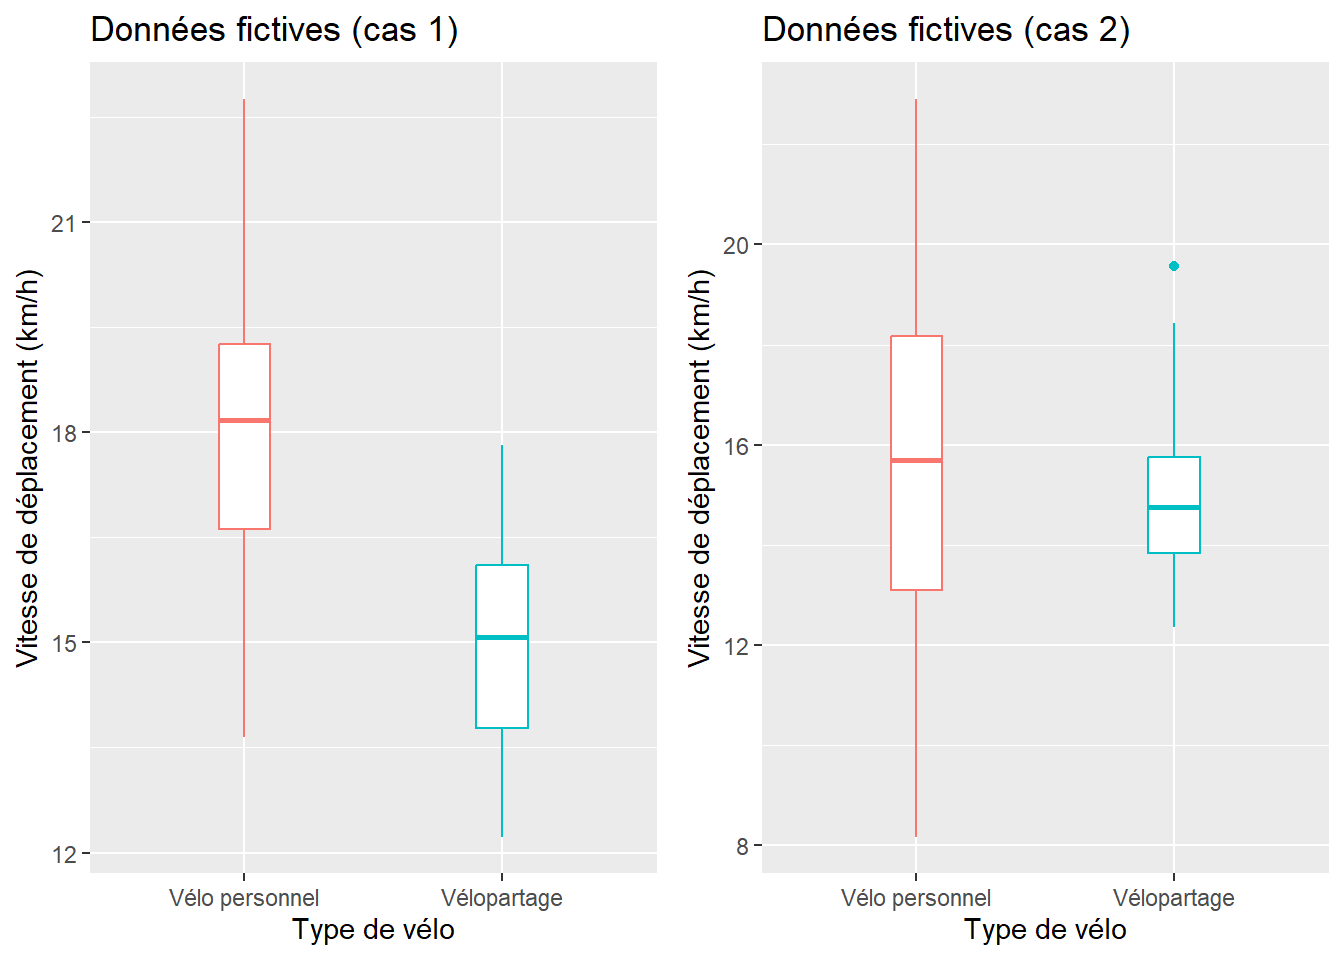 Données fictives (cas 1)
Vitesse de déplacement (km/h)
21
18
15
12
Vélo personnel
Vélopartage
Type de vélo
Données fictives (cas 2)
Vitesse de déplacement (km/h)
20
16
12
8
Vélo personnel
Vélopartage
Type de vélo